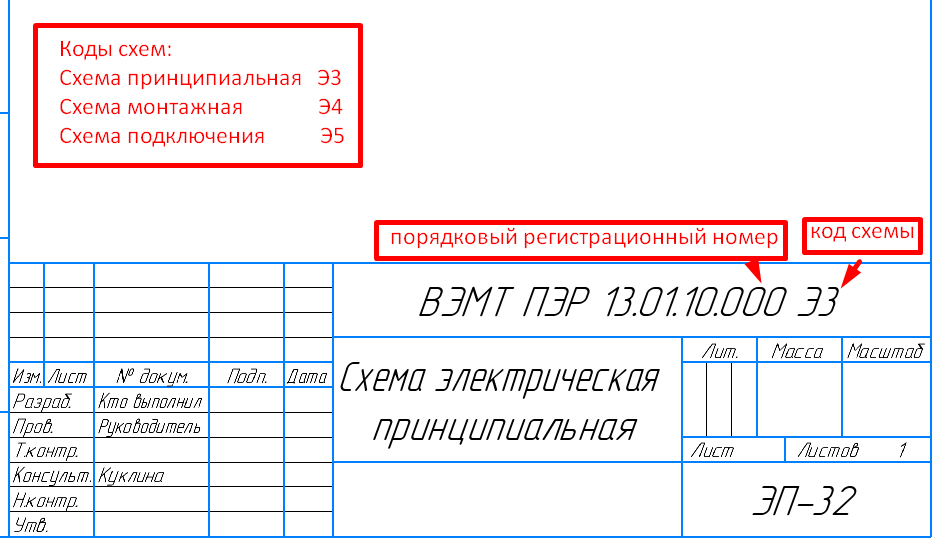 Коды схем:
Схема принципиальная Э3
Схема монтажная Э4
Схема подключения Э5
порядковый регистрационный номер
код схемы
ВЭМТ ПЭР 13.01.10.000 Э3
Лит. Масса Масштаб
Изм. Лист № докум. Подп. Дата
Схема электрическая
принципиальная
Разраб. Кто выполнил
Пров. Руководитель
Т.контр.
Лист Листов 1
Консульт. Куклина
Н.контр.
Утв.
ЭП-32